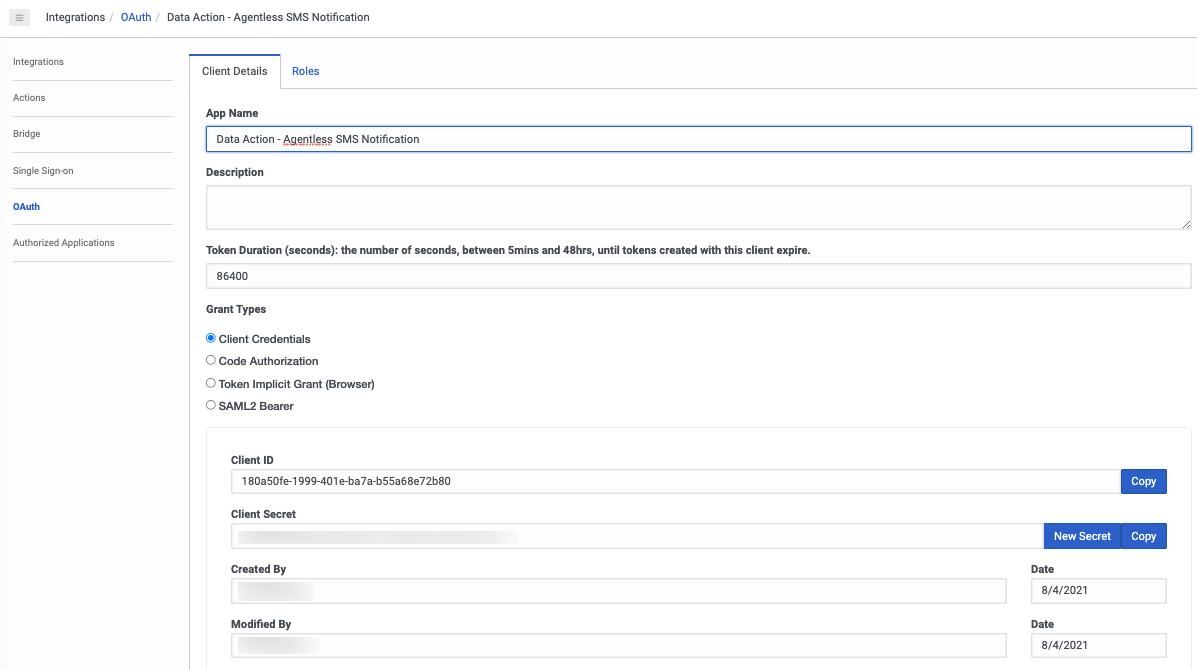 Integrations / OAuth / Data Action - Agentless SMS Notification
Integrations
Actions
Bridge
Single Sign-on
OAuth
Authorized Applications
Client Details Roles
App Name
Data Action - Agentless SMS Notification
Description
Token Duration (seconds): the number of seconds, between 5mins and 48hrs, until tokens created with this client expire.
86400
Grant Types
Client Credentials
Code Authorization
Token Implicit Grant (Browser)
SAML2 Bearer
Client ID
180a50fe-1999-401e-ba7a-b55a68e72b80 Copy
Client Secret
New Secret Copy
Created By Date
8/4/2021
Modified By Date
8/4/2021